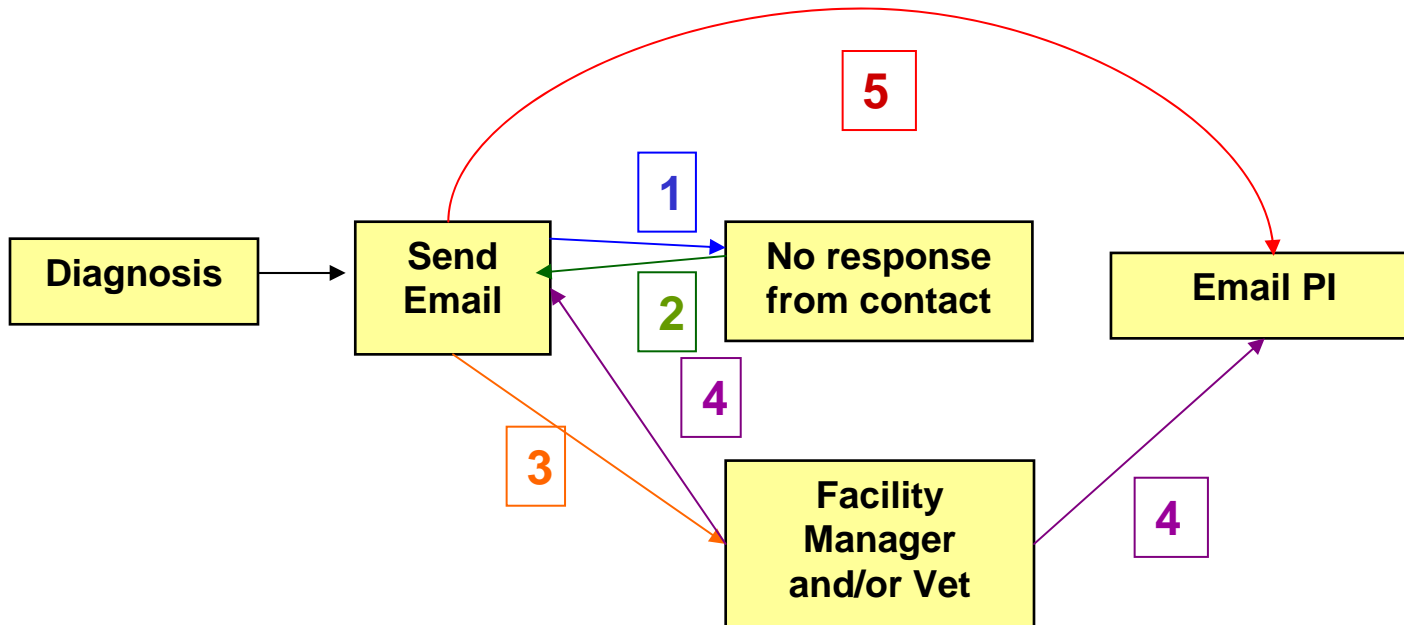 5
1
Diagnosis
Send
Email
No response
from contact
Email PI
2
4
3
Facility
Manager
and/or Vet
4